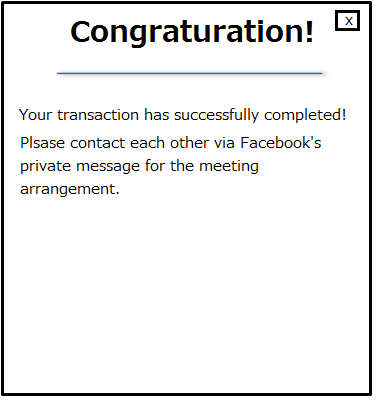 Congraturation!
x
Your transaction has successfully completed!
Plsase contact each other via Facebook's
private message for the meeting
arrangement.